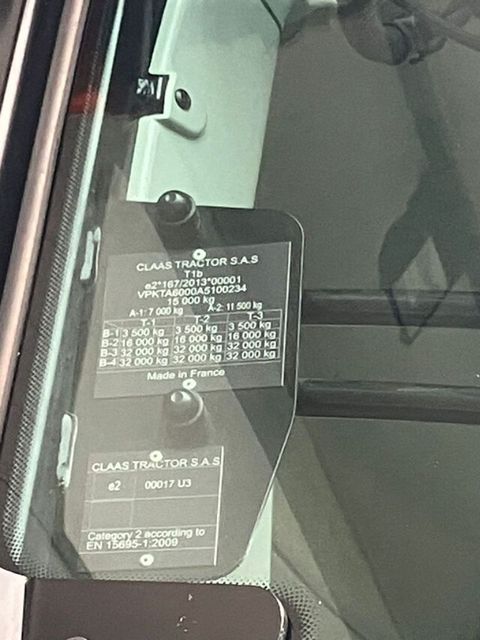 CLAAS TRACTOR S.A.S
T1b
e2*167/2013*00001
VPKTA6000A5100234
15 000 kg
A-1: 7 000 kg A-2: 11 500 kg
T-1 T-2 T-3
B-1 3 500 kg 3 500 kg 3 500 kg
B-2 16 000 kg 16 000 kg 16 000 kg
B-3 32 000 kg 32 000 kg 32 000 kg
B-4 32 000 kg 32 000 kg 32 000 kg
Made in France
CLAAS TRACTOR S.A.S
e2 00017 U3
Category 2 according to
EN 15695-1:2009